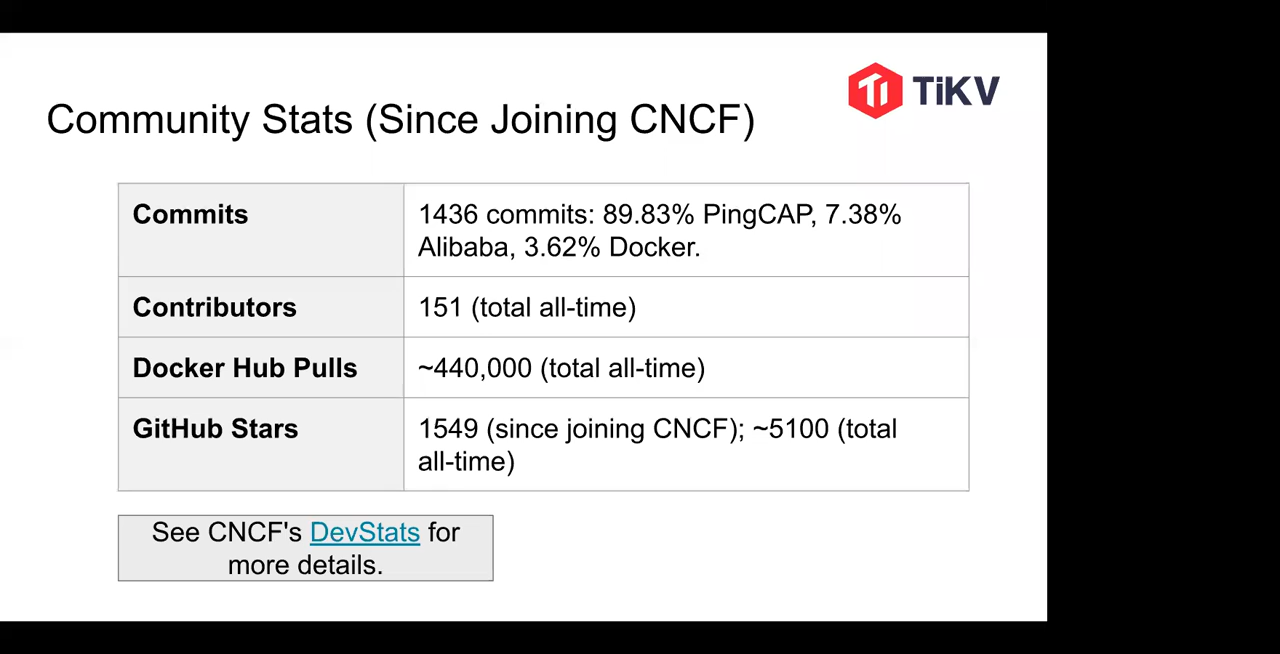 TiKV
Community Stats (Since Joining CNCF)
Commits
1436 commits: 89.83% PingCAP, 7.38%
Alibaba, 3.62% Docker.
Contributors
151 (total all-time)
Docker Hub Pulls
~440,000 (total all-time)
GitHub Stars
1549 (since joining CNCF); ~5100 (total
all-time)
See CNCF's DevStats for
more details.